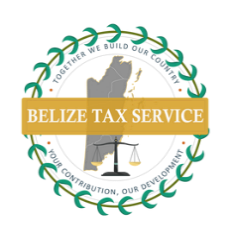 TOGETHER WE BUILD OUR COUNTRY
BELIZE TAX SERVICE
YOUR CONTRIBUTION, OUR DEVELOPMENT